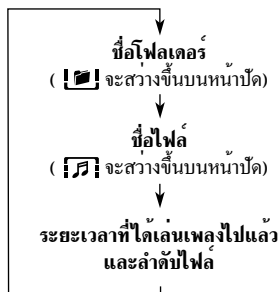 ชื่อโฟลเดอร์
( จะสว่างขึ้นบนหน้าปัด)
ชื่อไฟล์
( จะสว่างขึ้นบนหน้าปัด)
ระยะเวลาที่ได้เล่นเพลงไปแล้ว
และลำดับไฟล์